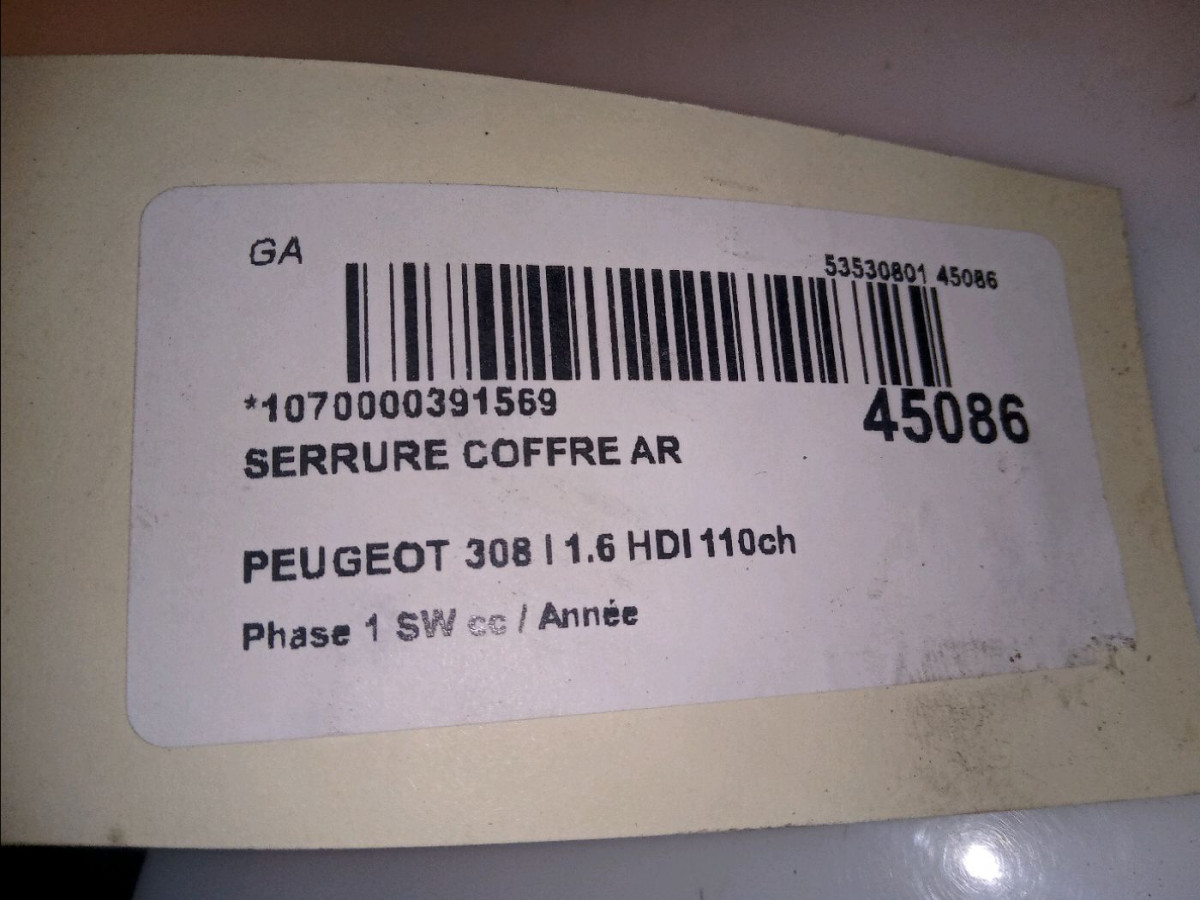 GA
53530801 45086
*1070000391569
45086
SERRURE COFFRE AR
PEUGEOT 308 I 1.6 HDI 110ch
Phase 1 SW cc / Année